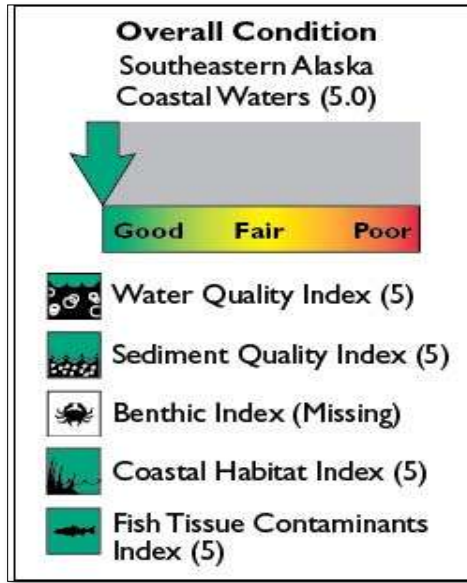 Overall Condition
Southeastern Alaska
Coastal Waters (5.0)
Good Fair Poor
Water Quality Index (5)
Sediment Quality Index (5)
Benthic Index (Missing)
Coastal Habitat Index (5)
Fish Tissue Contaminants
Index (5)